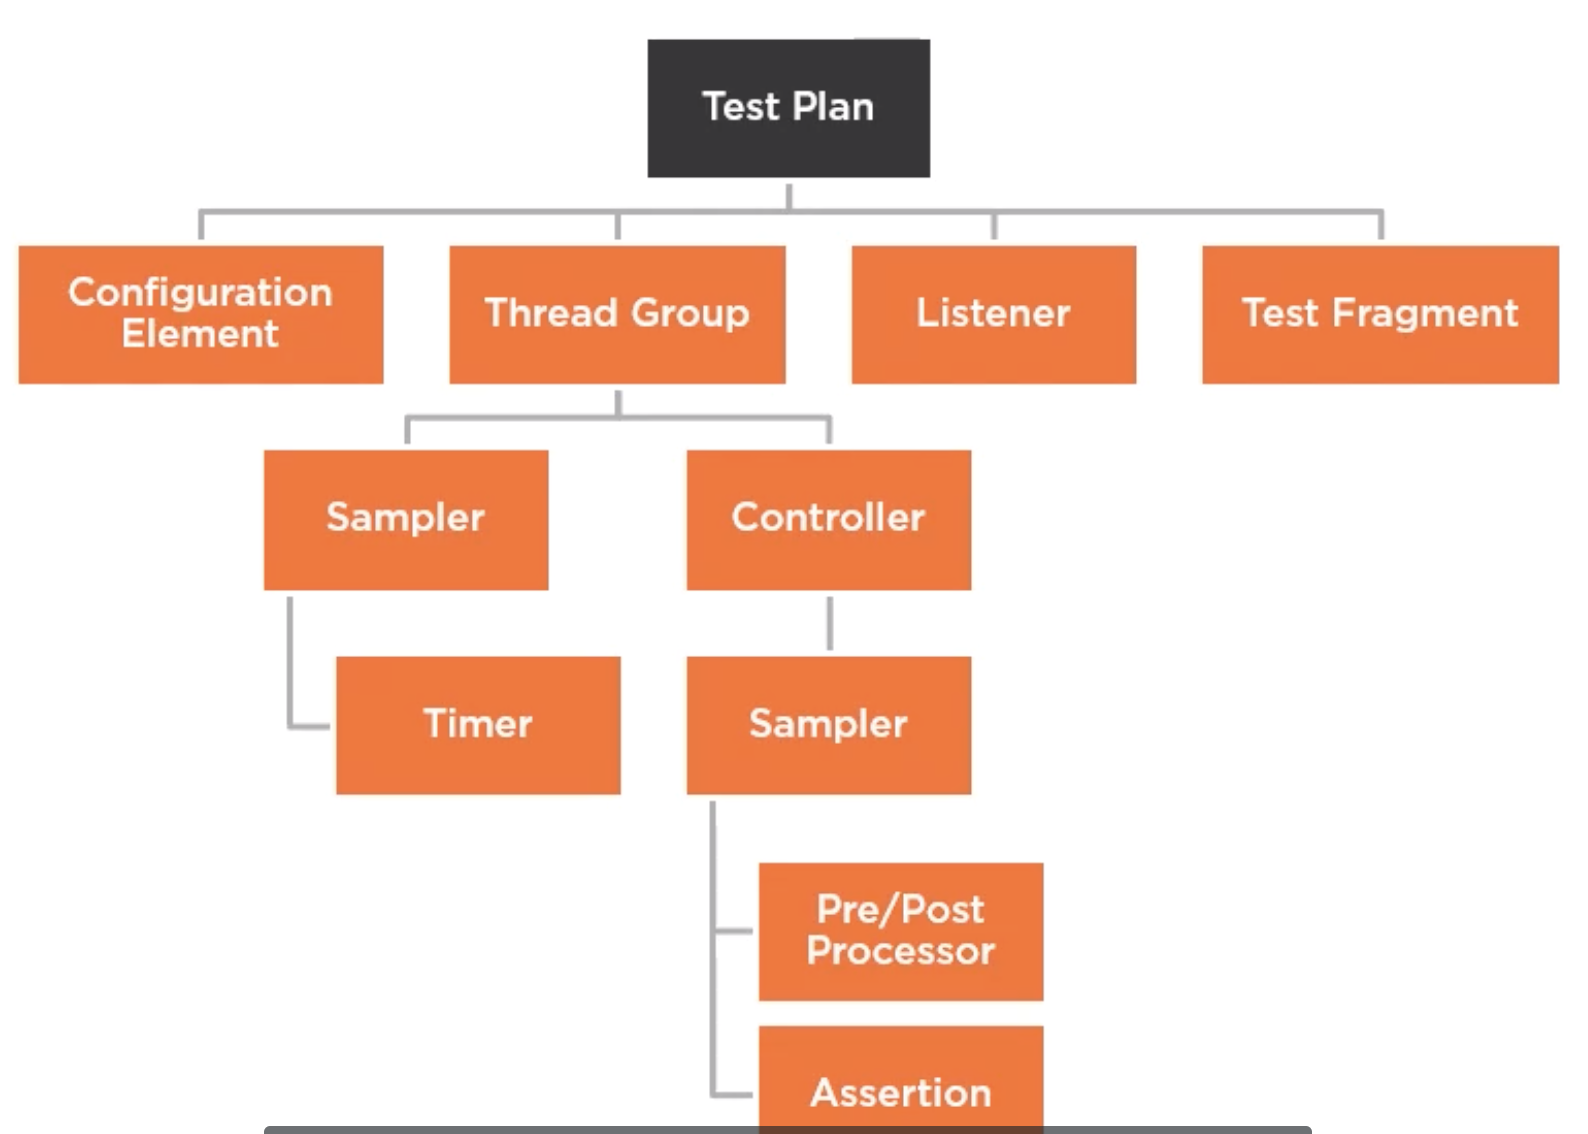 Test Plan
Configuration
Element
Thread Group
Listener
Test Fragment
Sampler
Controller
Timer
Sampler
Pre/Post
Processor
Assertion